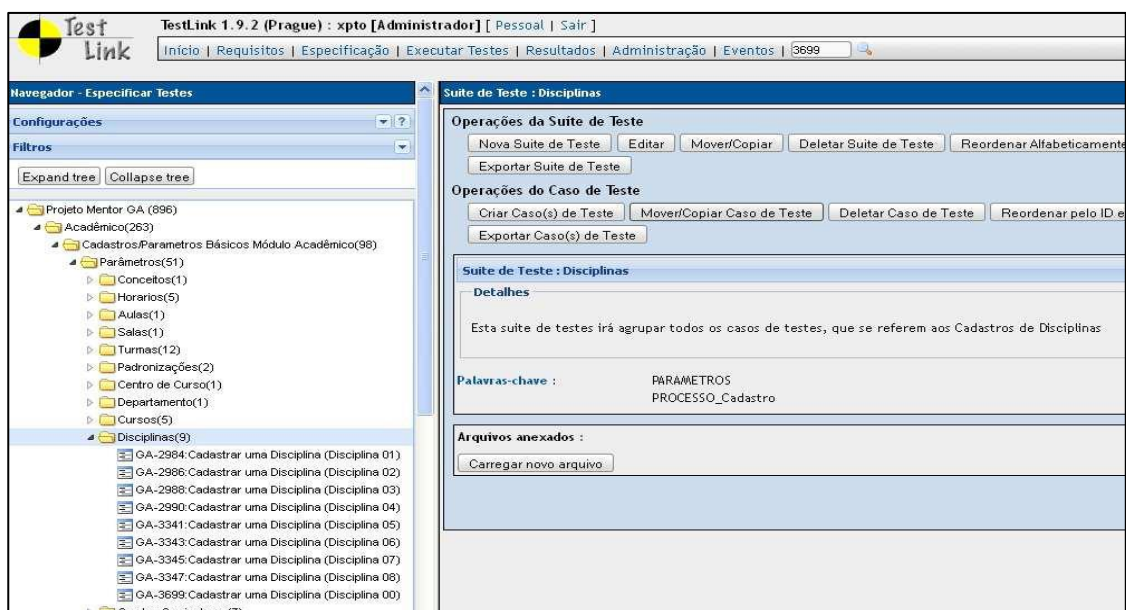 Test Link
TestLink 1.9.2 (Prague) : xpto [Administrador] [ Pessoal | Sair ]
Início | Requisitos | Especificação | Executar Testes | Resultados | Administração | Eventos | 3699
Navegador - Especificar Testes
Configurações ?
Filtros
Expand tree Collapse tree
Projeto Mentor GA (896)
Acadêmico(263)
Cadastros/Parametros Básicos Módulo Acadêmico(98)
Parâmetros(51)
Conceitos(1)
Horarios(5)
Aulas(1)
Salas(1)
Turmas(12)
Padronizações(2)
Centro de Curso(1)
Departamento(1)
Cursos(5)
Disciplinas(9)
GA-2984:Cadastrar uma Disciplina (Disciplina 01)
GA-2986:Cadastrar uma Disciplina (Disciplina 02)
GA-2988:Cadastrar uma Disciplina (Disciplina 03)
GA-2990:Cadastrar uma Disciplina (Disciplina 04)
GA-3341:Cadastrar uma Disciplina (Disciplina 05)
GA-3343:Cadastrar uma Disciplina (Disciplina 06)
GA-3345:Cadastrar uma Disciplina (Disciplina 07)
GA-3347:Cadastrar uma Disciplina (Disciplina 08)
GA-3699:Cadastrar uma Disciplina (Disciplina 00)
Suite de Teste : Disciplinas
Operações da Suíte de Teste
Nova Suite de Teste Editar Mover/Copiar Deletar Suite de Teste Reordenar Alfabeticamente
Exportar Suite de Teste
Operações do Caso de Teste
Criar Caso(s) de Teste Mover/Copiar Caso de Teste Deletar Caso de Teste Reordenar pelo ID e
Exportar Caso(s) de Teste
Suite de Teste : Disciplinas
Detalhes
Esta suite de testes irá agrupar todos os casos de testes, que se referem aos Cadastros de Disciplinas
Palavras-chave : PARAMETROS
PROCESSO_Cadastro
Arquivos anexados :
Carregar novo arquivo